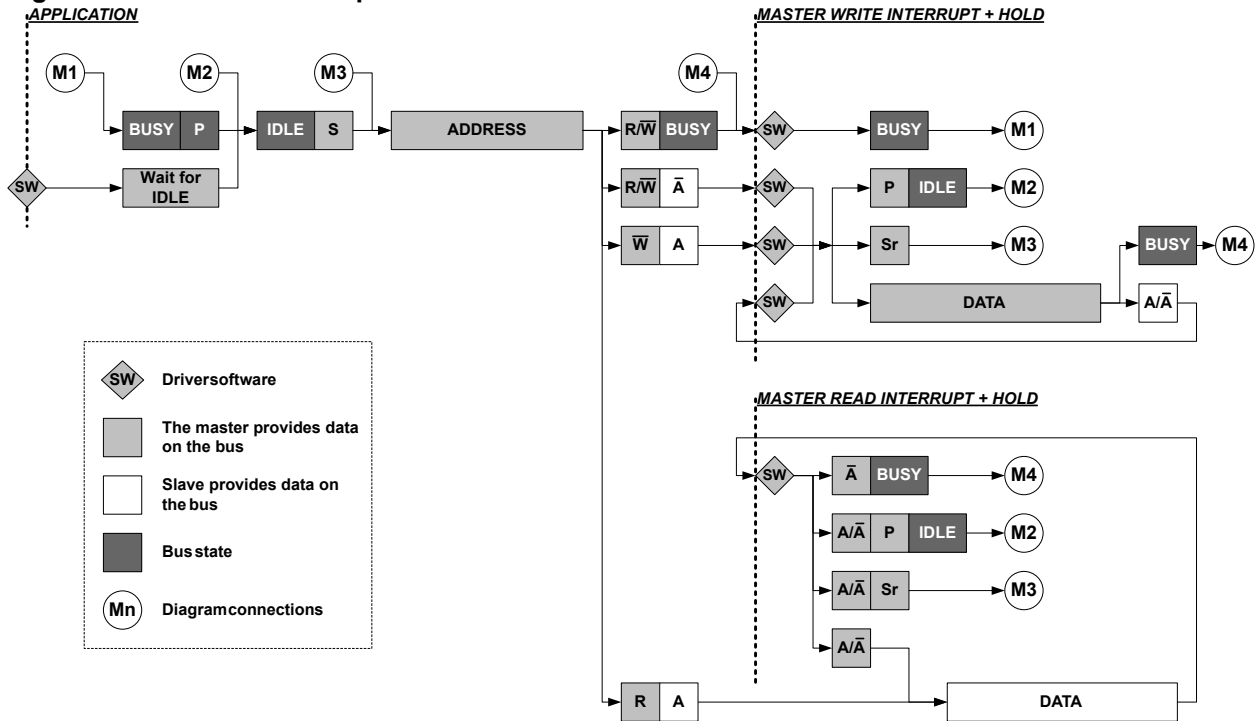 APPLICATION
MASTER WRITE INTERRUPT + HOLD
M1
M2
M3
M4
BUSY P
IDLE S
ADDRESS
R/W̅ BUSY
SW
BUSY
M1
SW
Wait for
IDLE
R/W̅ A̅
SW
P IDLE
M2
W̅ A
SW
Sr
M3
BUSY
M4
SW
DATA
A/A̅
SW
Driver software
The master provides data
on the bus
Slave provides data on
the bus
Bus state
Mn
Diagram connections
MASTER READ INTERRUPT + HOLD
SW
A̅ BUSY
M4
A/A̅ P IDLE
M2
A/A̅ Sr
M3
A/A̅
R A
DATA